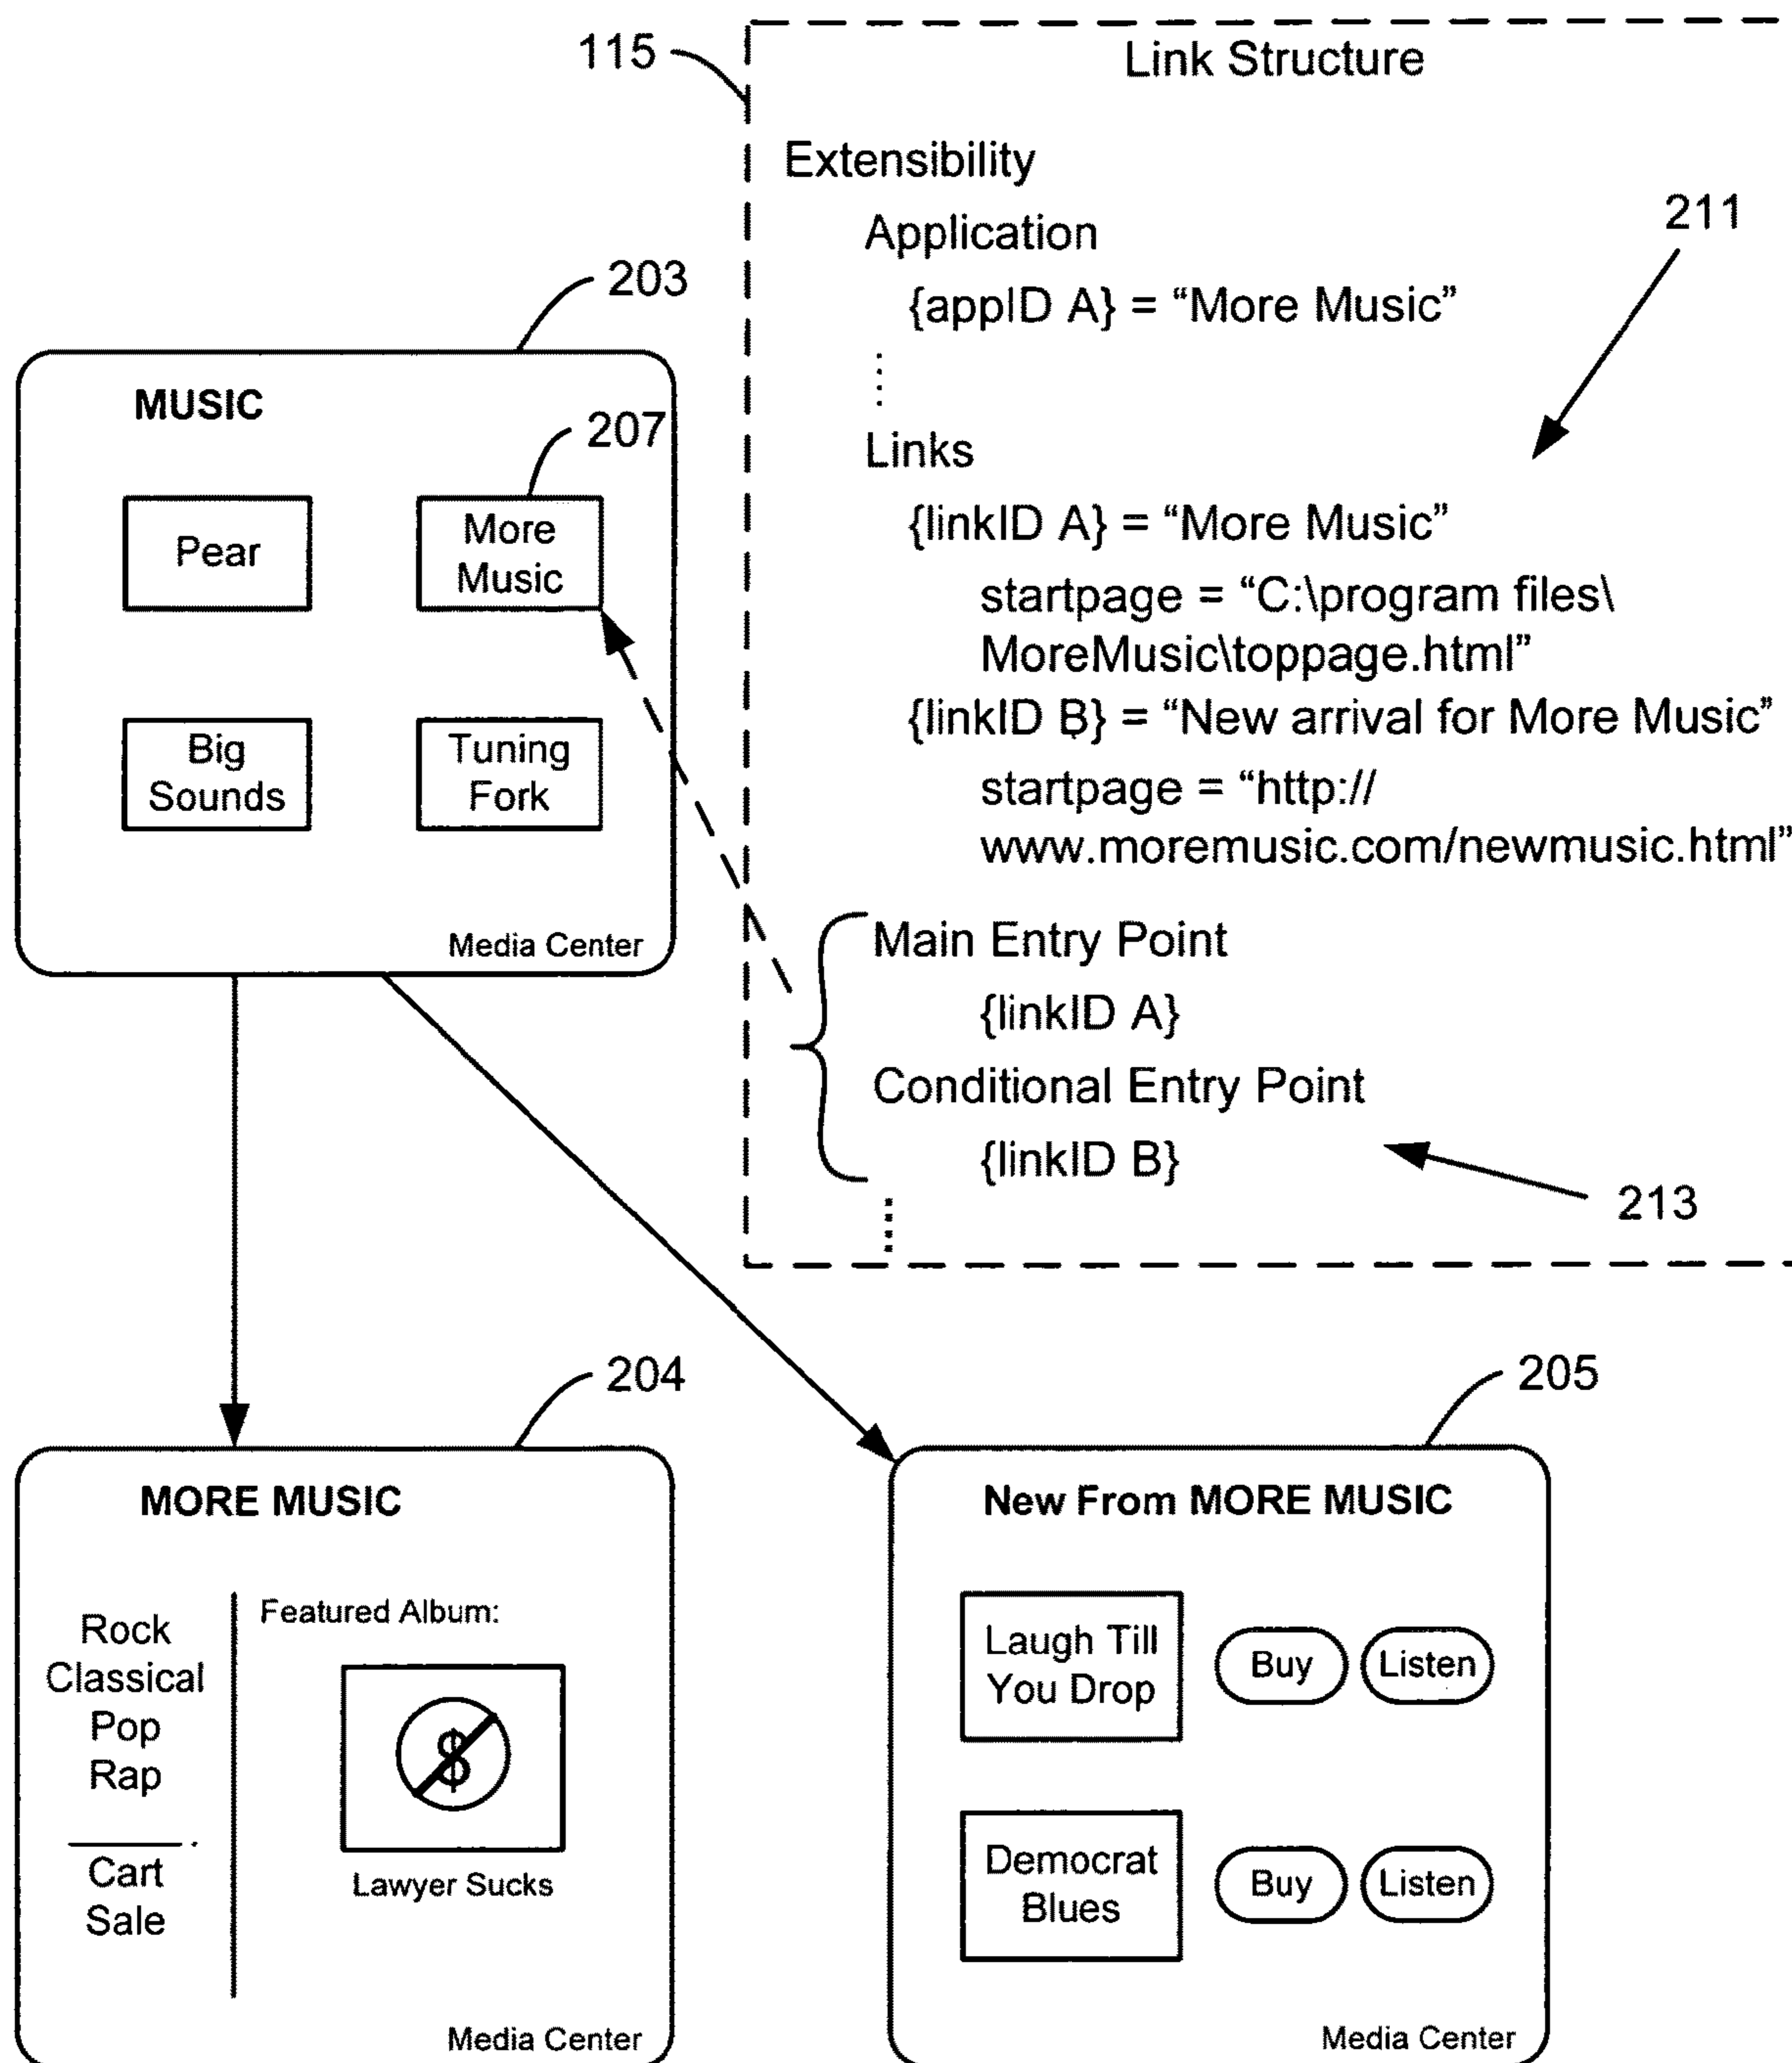 115
Link Structure
Extensibility
Application
{appID A} = “More Music”
211
Links
{linkID A} = “More Music”
startpage = “C:\program files\
MoreMusic\toppage.html”
{linkID B} = “New arrival for More Music”
startpage = “http://
www.moremusic.com/newmusic.html”
Main Entry Point
{linkID A}
Conditional Entry Point
{linkID B}
213
203
MUSIC
207
Pear
More
Music
Big
Sounds
Tuning
Fork
Media Center
204
MORE MUSIC
Rock
Classical
Pop
Rap
Cart
Sale
Featured Album:
$
Lawyer Sucks
Media Center
205
New From MORE MUSIC
Laugh Till
You Drop
Buy
Listen
Democrat
Blues
Buy
Listen
Media Center